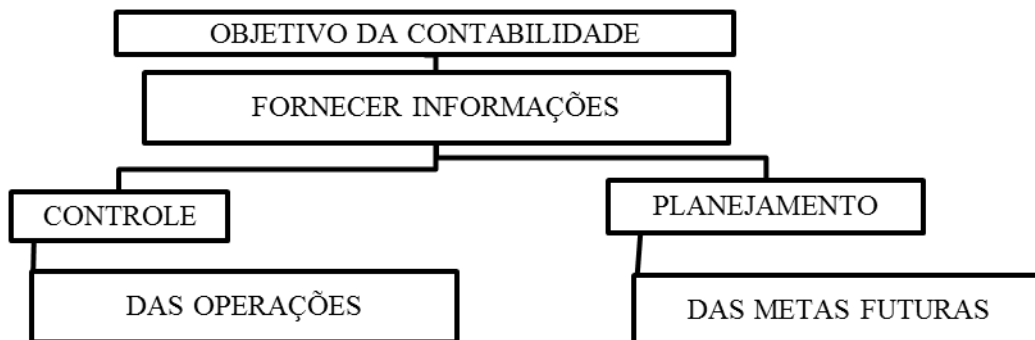 OBJETIVO DA CONTABILIDADE
FORNECER INFORMAÇÕES
CONTROLE
PLANEJAMENTO
DAS OPERAÇÕES
DAS METAS FUTURAS